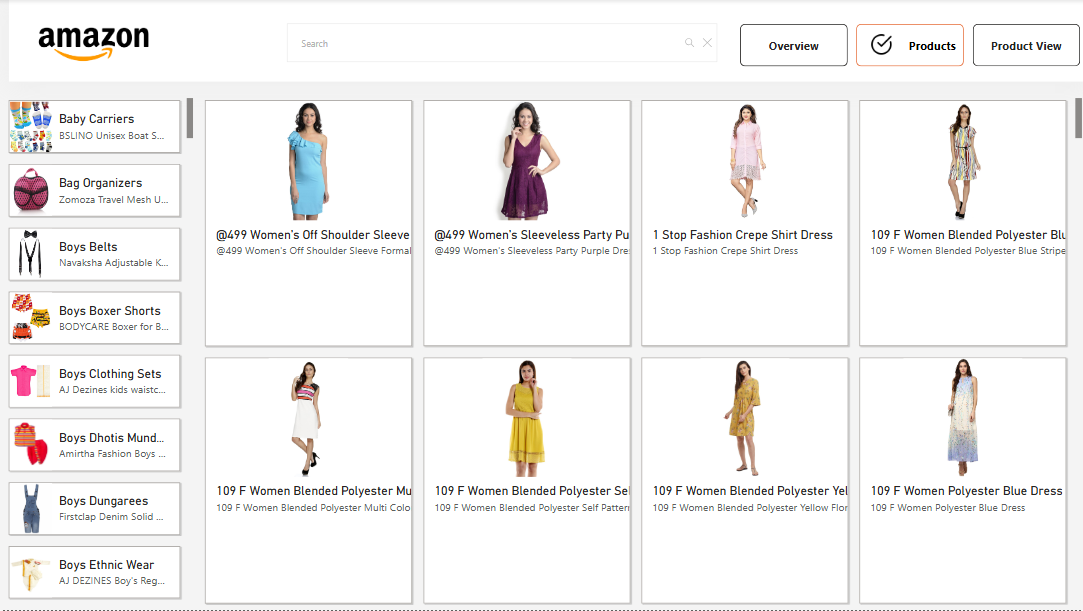 amazon
Search
Overview
Products
Product View
Baby Carriers
BSLINO Unisex Boat S...
Bag Organizers
Zomoza Travel Mesh U...
Boys Belts
Navaksha Adjustable K...
Boys Boxer Shorts
BODYCARE Boxer for B...
Boys Clothing Sets
AJ Dezines kids waistc...
Boys Dhotis Mund...
Amirtha Fashion Boys ...
Boys Dungarees
Firstclap Denim Solid ...
Boys Ethnic Wear
AJ DEZINES Boy's Reg...
@499 Women's Off Shoulder Sleeve
@499 Women's Off Shoulder Sleeve Formal
@499 Women's Sleeveless Party Pu
@499 Women's Sleeveless Party Purple Dre
1 Stop Fashion Crepe Shirt Dress
1 Stop Fashion Crepe Shirt Dress
109 F Women Blended Polyester Blu
109 F Women Blended Polyester Blue Stripe
109 F Women Blended Polyester Mu
109 F Women Blended Polyester Multi Colo
109 F Women Blended Polyester Sel
109 F Women Blended Polyester Self Pattern
109 F Women Blended Polyester Yel
109 F Women Blended Polyester Yellow Flor
109 F Women Polyester Blue Dress
109 F Women Polyester Blue Dress